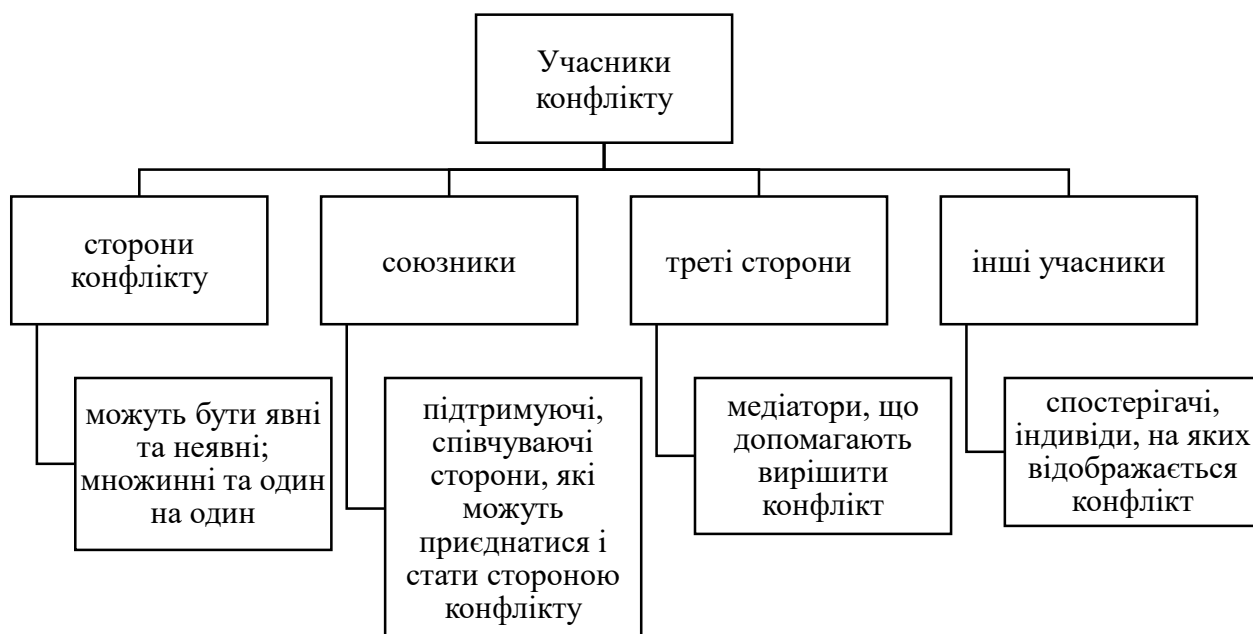 Учасники
конфлікту
сторони
конфлікту
союзники
треті сторони
інші учасники
можуть бути явні
та неявні;
множинні та один
на один
підтримуючі,
співчуваючі
сторони, які
можуть
приєднатися і
стати стороною
конфлікту
медіатори, що
допомагають
вирішити
конфлікт
спостерігачі,
індивіди, на яких
відображається
конфлікт